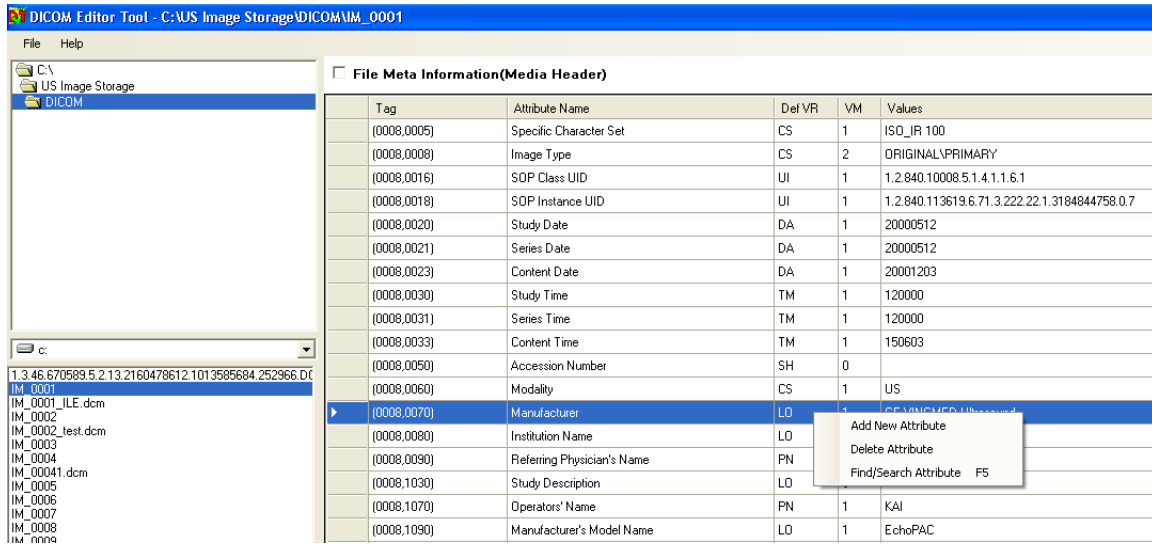 DICOM Editor Tool - C:\US Image Storage\DICOM\IM_0001
File Help
C:\
US Image Storage
DICOM
c:
1.3.46.670589.5.2.13.2160478612.1013585684.252966.DC
IM_0001
IM_0001_ILE.dcm
IM_0002
IM_0002_test.dcm
IM_0003
IM_0004
IM_00041.dcm
IM_0005
IM_0006
IM_0007
IM_0008
IM_0009
File Meta Information(Media Header)
Tag Attribute Name Def VR VM Values
(0008,0005) Specific Character Set CS 1 ISO_IR 100
(0008,0008) Image Type CS 2 ORIGINAL\PRIMARY
(0008,0016) SOP Class UID UI 1 1.2.840.10008.5.1.4.1.1.6.1
(0008,0018) SOP Instance UID UI 1 1.2.840.113619.6.71.3.222.22.1.3184844758.0.7
(0008,0020) Study Date DA 1 20000512
(0008,0021) Series Date DA 1 20000512
(0008,0023) Content Date DA 1 20001203
(0008,0030) Study Time TM 1 120000
(0008,0031) Series Time TM 1 120000
(0008,0033) Content Time TM 1 150603
(0008,0050) Accession Number SH 0
(0008,0060) Modality CS 1 US
(0008,0070) Manufacturer LO 1 GE VINGMED Ultrasound
(0008,0080) Institution Name LO
(0008,0090) Referring Physician's Name PN
(0008,1030) Study Description LO
(0008,1070) Operators' Name PN 1 KAI
(0008,1090) Manufacturer's Model Name LO 1 EchoPAC
Add New Attribute
Delete Attribute
Find/Search Attribute F5